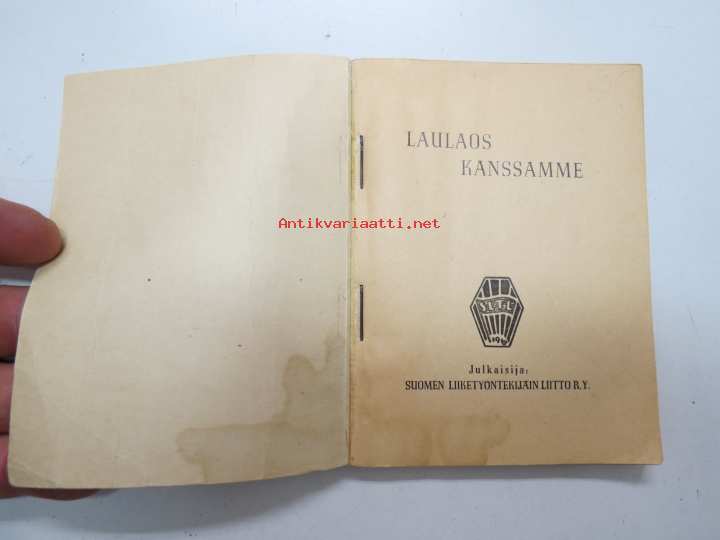 LAULAOS
KANSSAMME
Antikvariaatti.net
Julkaisija:
SUOMEN LIIKETYÖNTEKIJÄIN LIITTO R.Y.